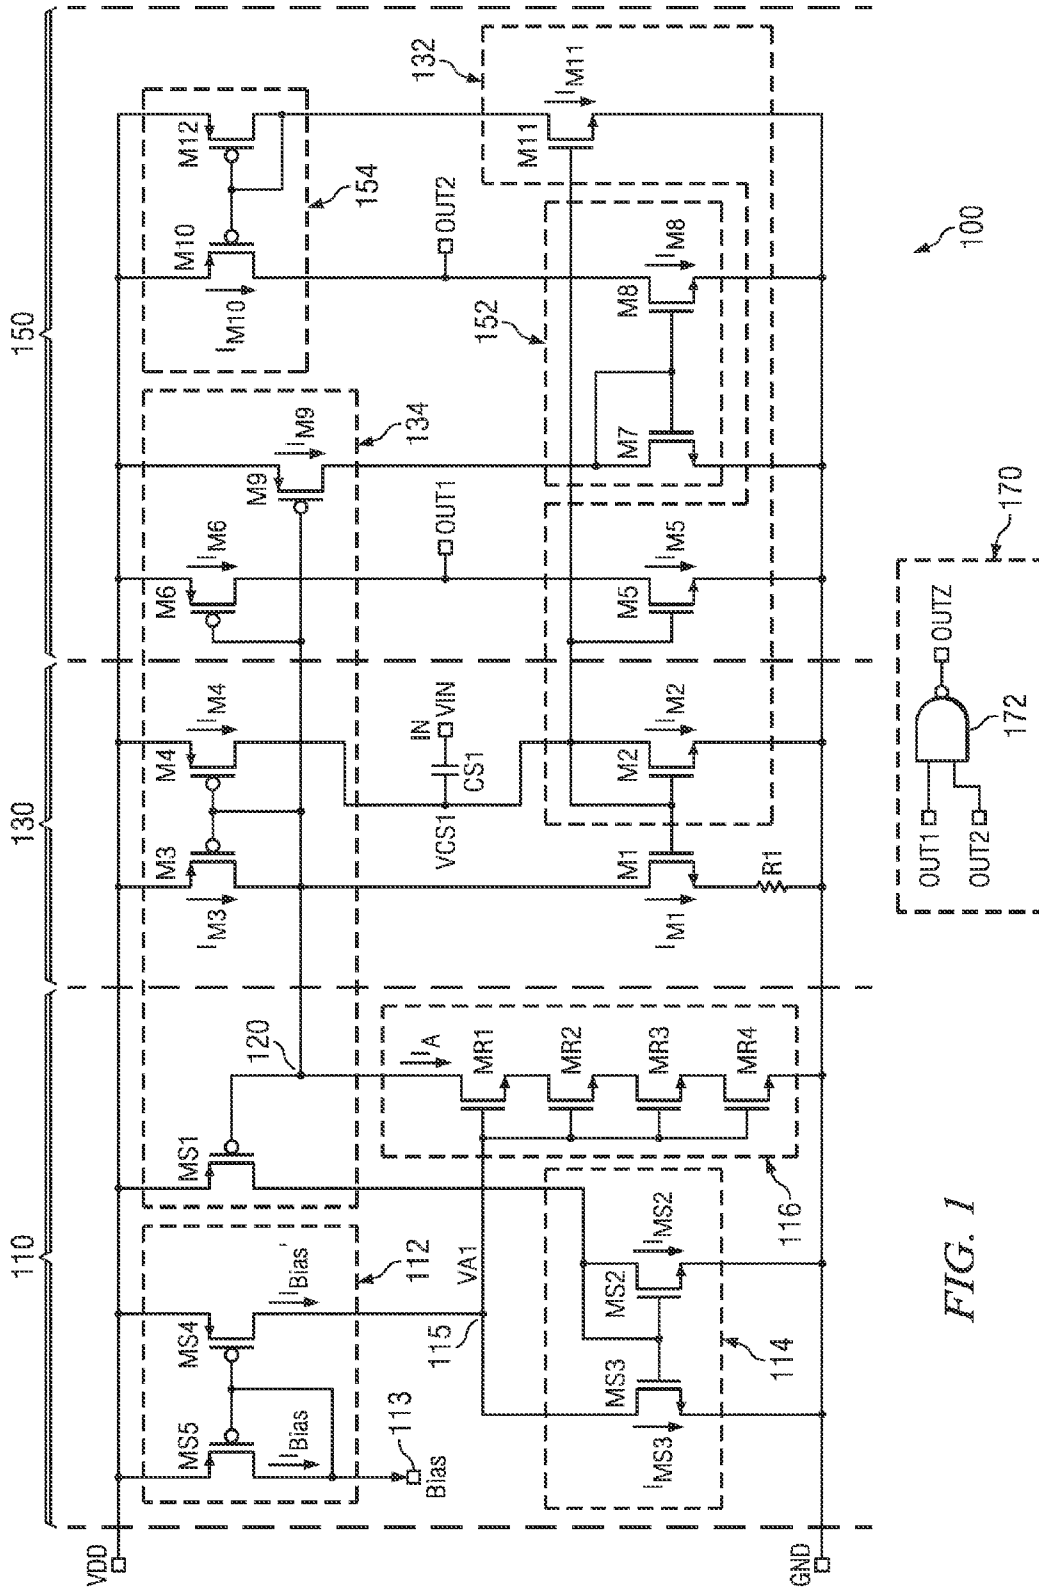 110
130
150
VDD
MS5
MS4
IBias
IBias'
112
113
Bias
MS1
120
134
M3
IM3
M4
IM4
M6
IM6
M9
IM9
M10
IM10
M12
154
132
VA1
115
IA
MR1
MR2
MR3
MR4
116
MS3
IMS3
MS2
IMS2
114
VCS1
CS1
IN
VIN
OUT1
OUT2
152
M1
IM1
R1
M2
IM2
M5
IM5
M7
M8
IM8
M11
IM11
GND
100
OUT1
OUT2
OUTZ
172
170
FIG. 1